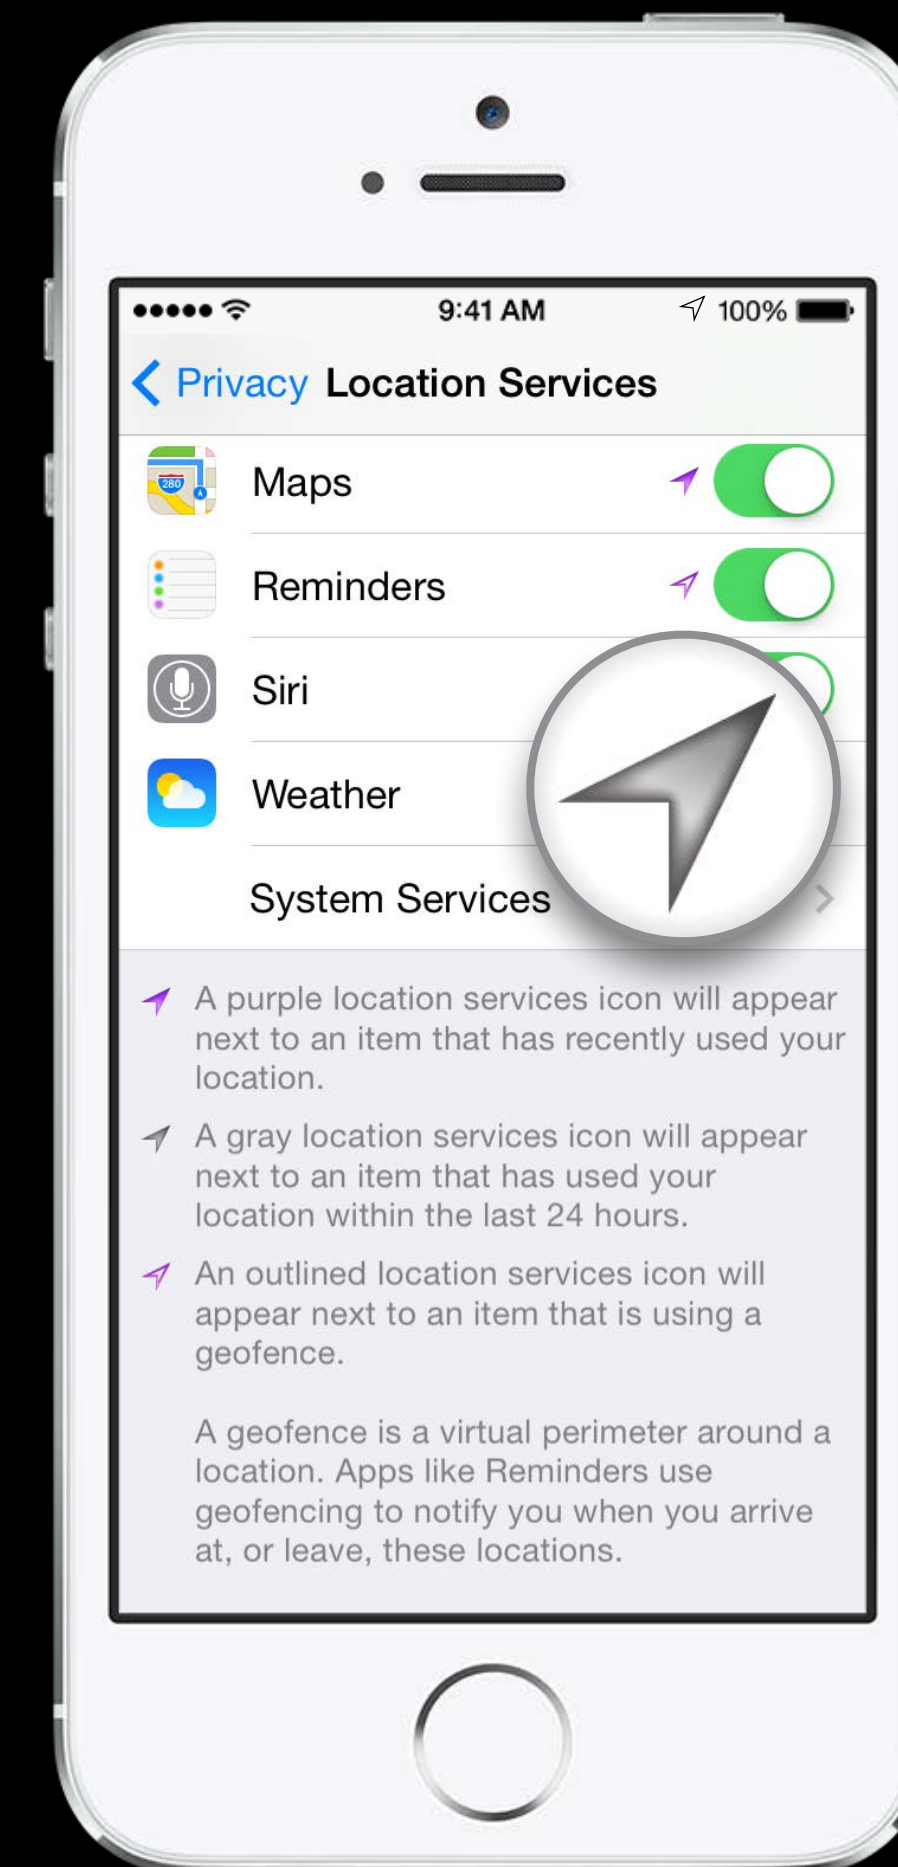 9:41 AM 100%
Privacy Location Services
280
Maps
Reminders
Siri
Weather
System Services
A purple location services icon will appear
next to an item that has recently used your
location.
A gray location services icon will appear
next to an item that has used your
location within the last 24 hours.
An outlined location services icon will
appear next to an item that is using a
geofence.
A geofence is a virtual perimeter around a
location. Apps like Reminders use
geofencing to notify you when you arrive
at, or leave, these locations.